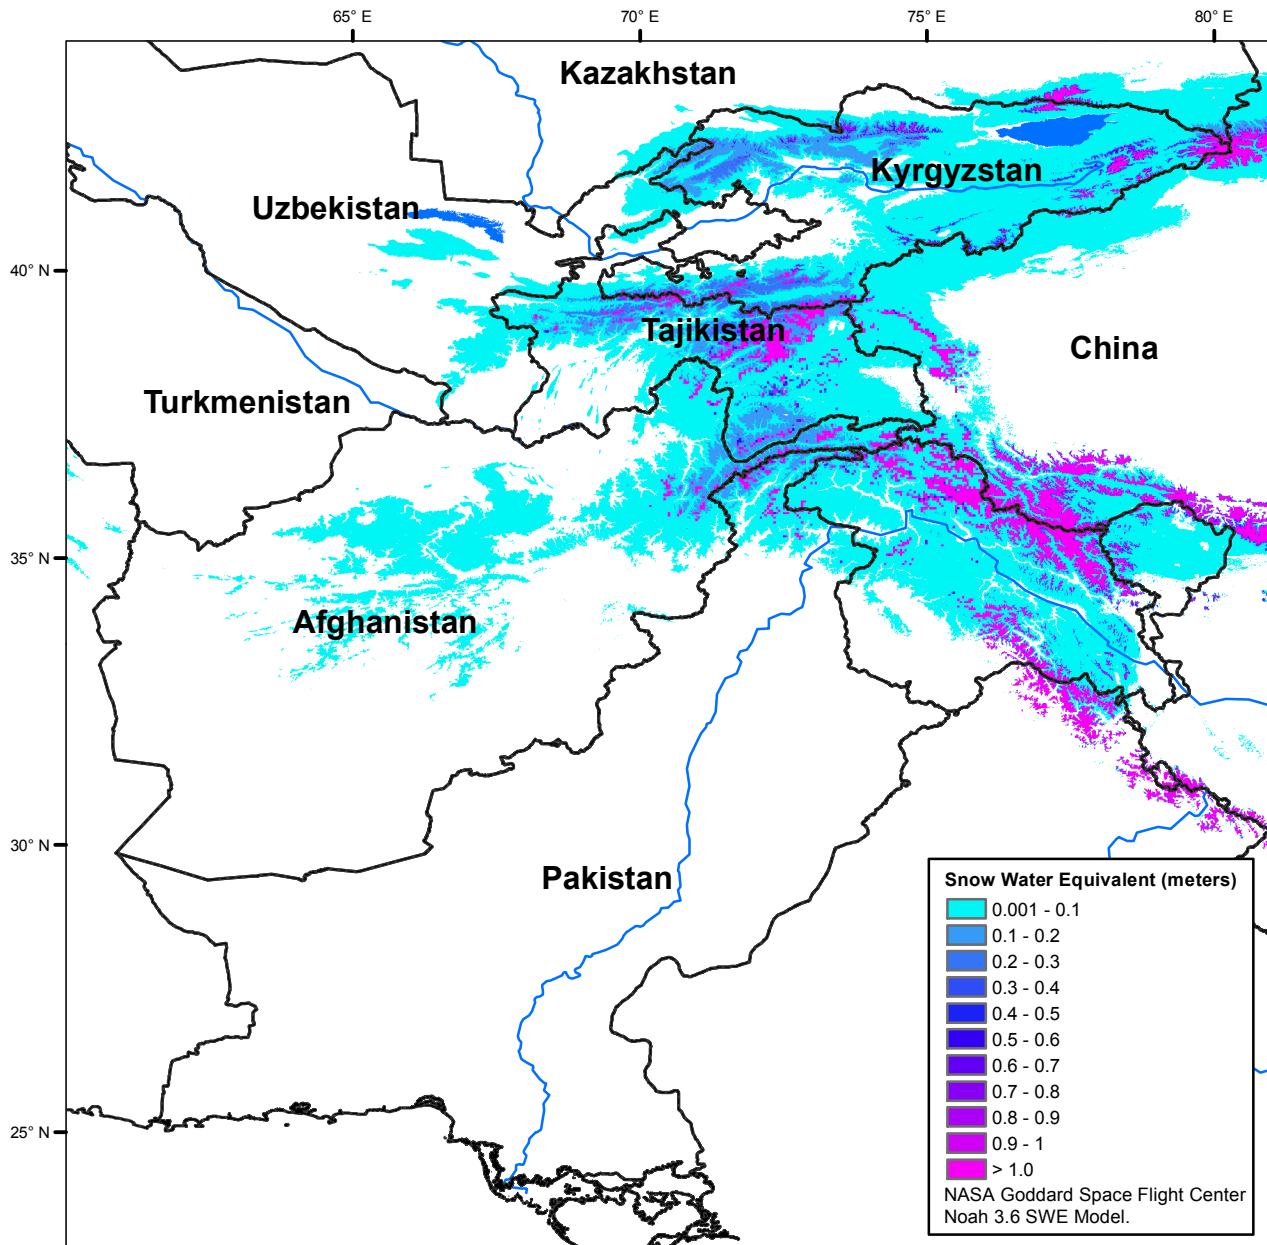 65° E
70° E
75° E
80° E
Kazakhstan
Kyrgyzstan
Uzbekistan
40° N
Tajikistan
China
Turkmenistan
35° N
Afghanistan
30° N
Pakistan
25° N
Snow Water Equivalent (meters)
0.001 - 0.1
0.1 - 0.2
0.2 - 0.3
0.3 - 0.4
0.4 - 0.5
0.5 - 0.6
0.6 - 0.7
0.7 - 0.8
0.8 - 0.9
0.9 - 1
> 1.0
NASA Goddard Space Flight Center
Noah 3.6 SWE Model.